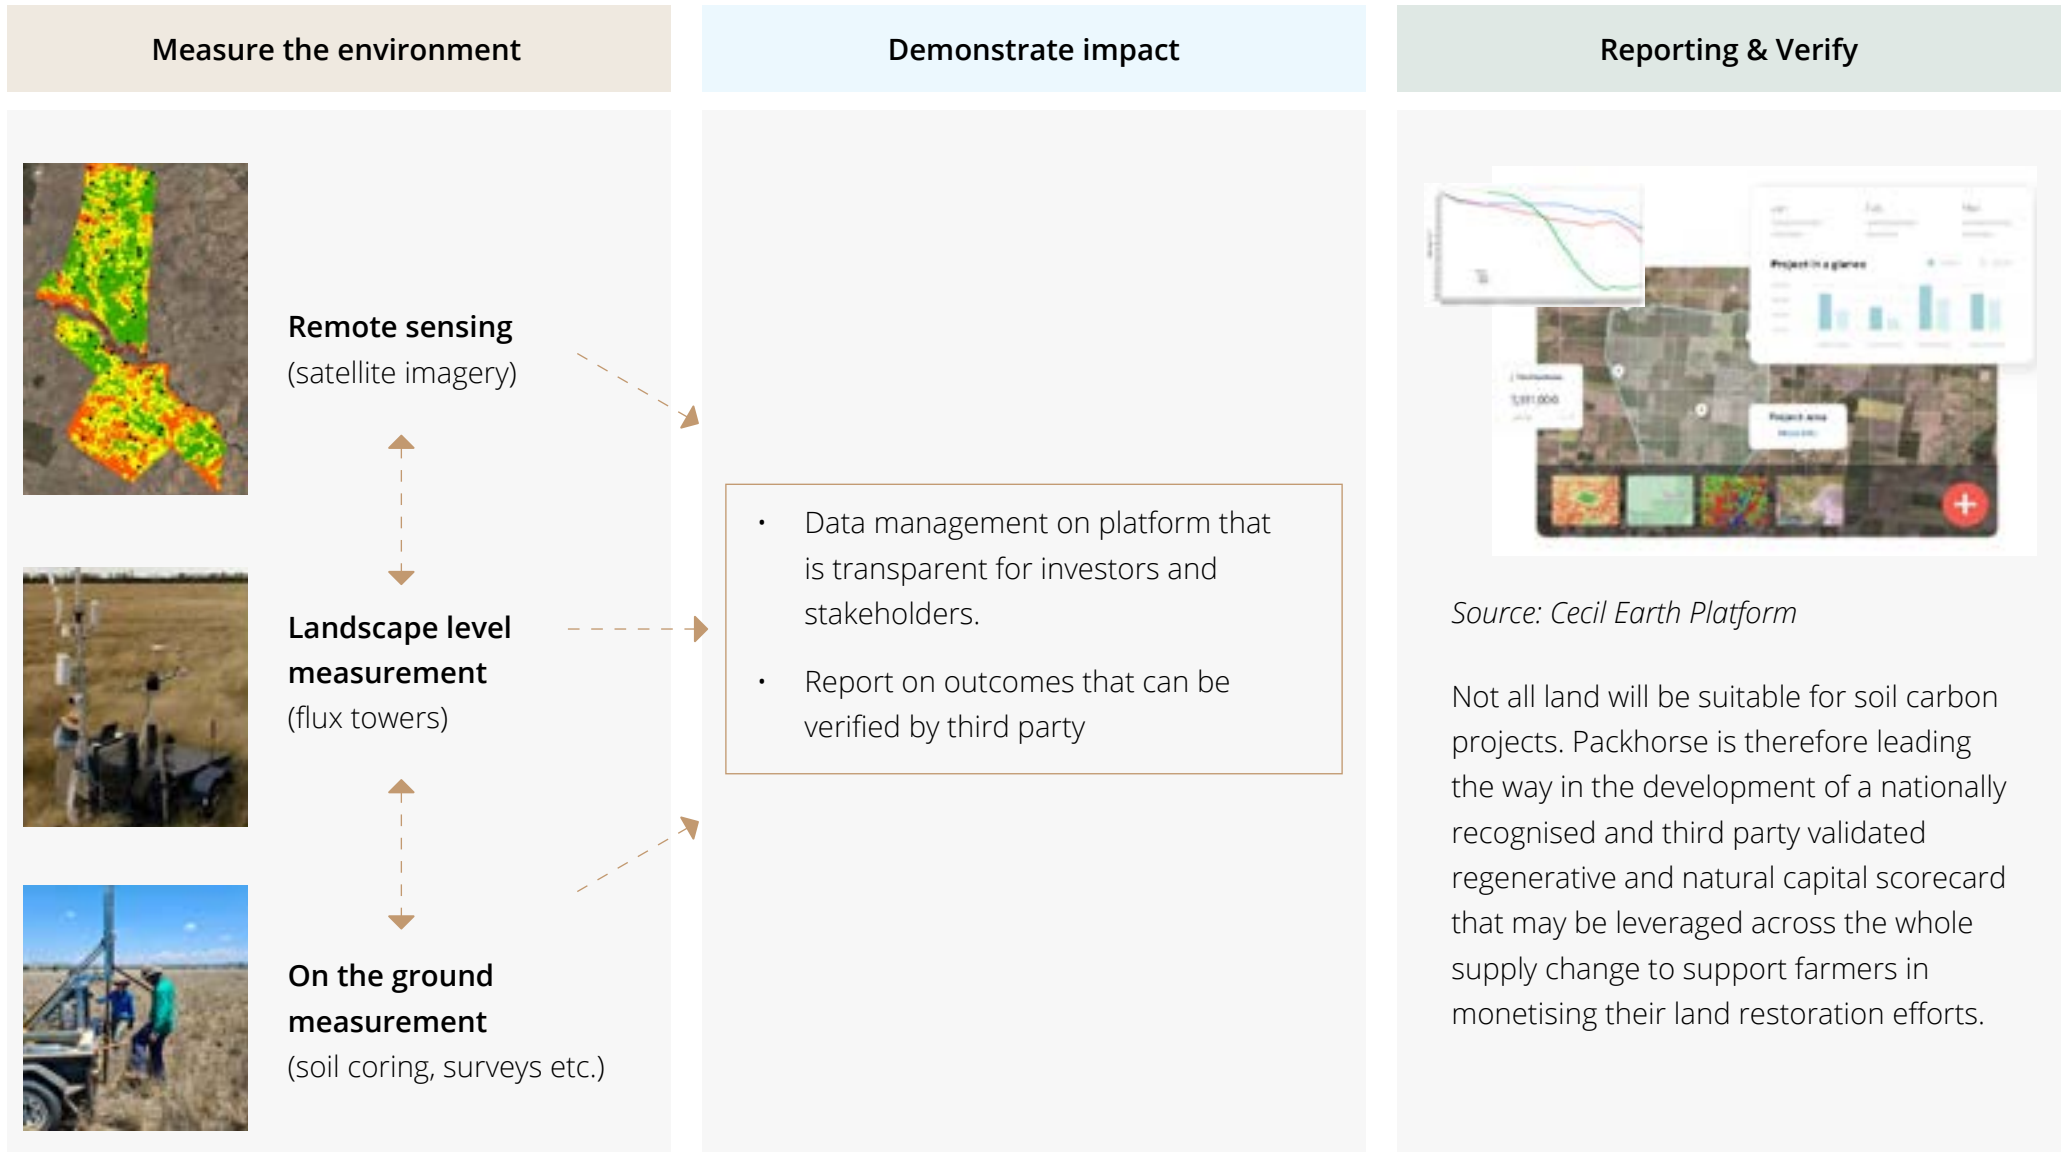 Measure the environment
Demonstrate impact
Reporting & Verify
Remote sensing
(satellite imagery)
Landscape level
measurement
(flux towers)
On the ground
measurement
(soil coring, surveys etc.)
• Data management on platform that
is transparent for investors and
stakeholders.
• Report on outcomes that can be
verified by third party
Project in a glance
Project area
Source: Cecil Earth Platform
Not all land will be suitable for soil carbon
projects. Packhorse is therefore leading
the way in the development of a nationally
recognised and third party validated
regenerative and natural capital scorecard
that may be leveraged across the whole
supply change to support farmers in
monetising their land restoration efforts.